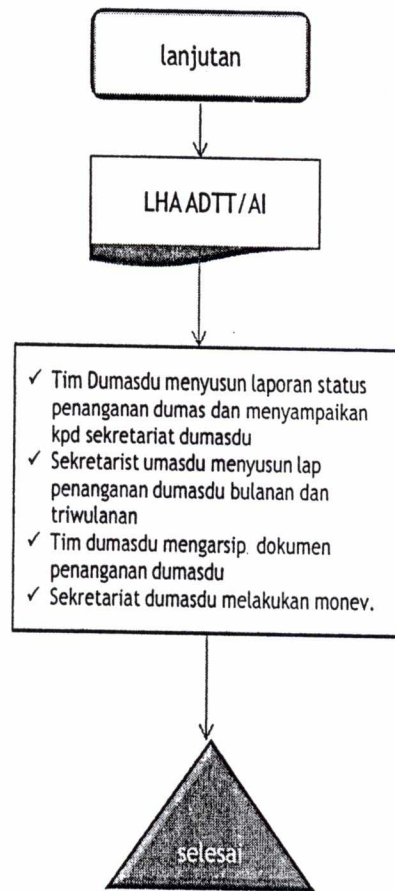 lanjutan
LHA ADTT/AI
✓ Tim Dumasdu menyusun laporan status
penanganan dumas dan menyampaikan
kpd sekretariat dumasdu
✓ Sekretarist umasdu menyusun lap
penanganan dumasdu bulanan dan
triwulanan
✓ Tim dumasdu mengarsip. dokumen
penanganan dumasdu
✓ Sekretariat dumasdu melakukan monev.
selesai